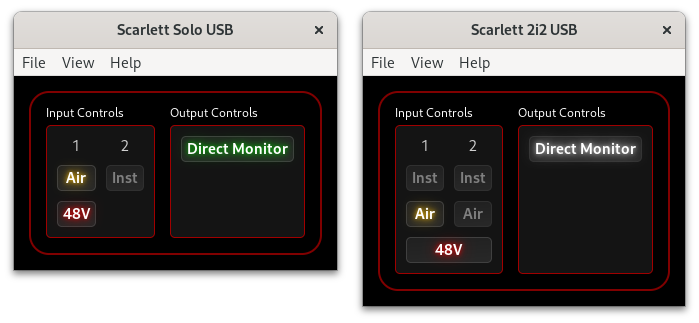 Scarlett Solo USB ×
File View Help
Input Controls Output Controls
1 2 Direct Monitor
Air Inst
48V
Scarlett 2i2 USB ×
File View Help
Input Controls Output Controls
1 2 Direct Monitor
Inst Inst
Air Air
48V